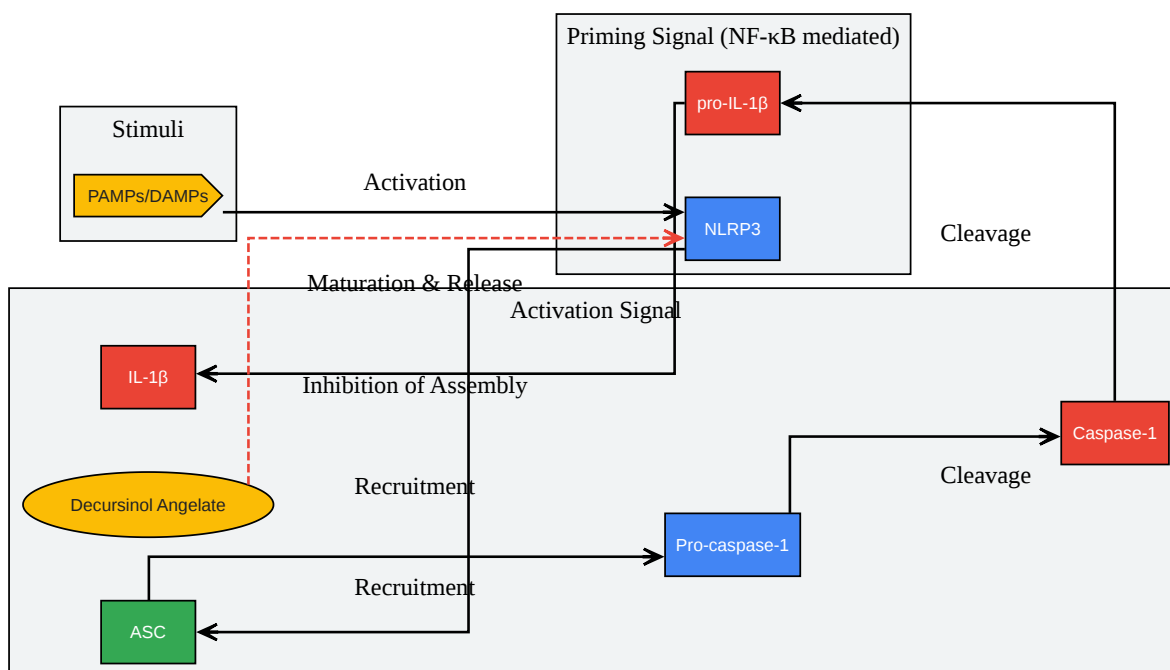 Priming Signal (NF-κB mediated)
pro-IL-1β
Stimuli
PAMPs/DAMPs
Activation
NLRP3
Cleavage
Maturation & Release
Activation Signal
IL-1β
Inhibition of Assembly
Caspase-1
Cleavage
Recruitment
Decursinol Angelate
Pro-caspase-1
Recruitment
ASC